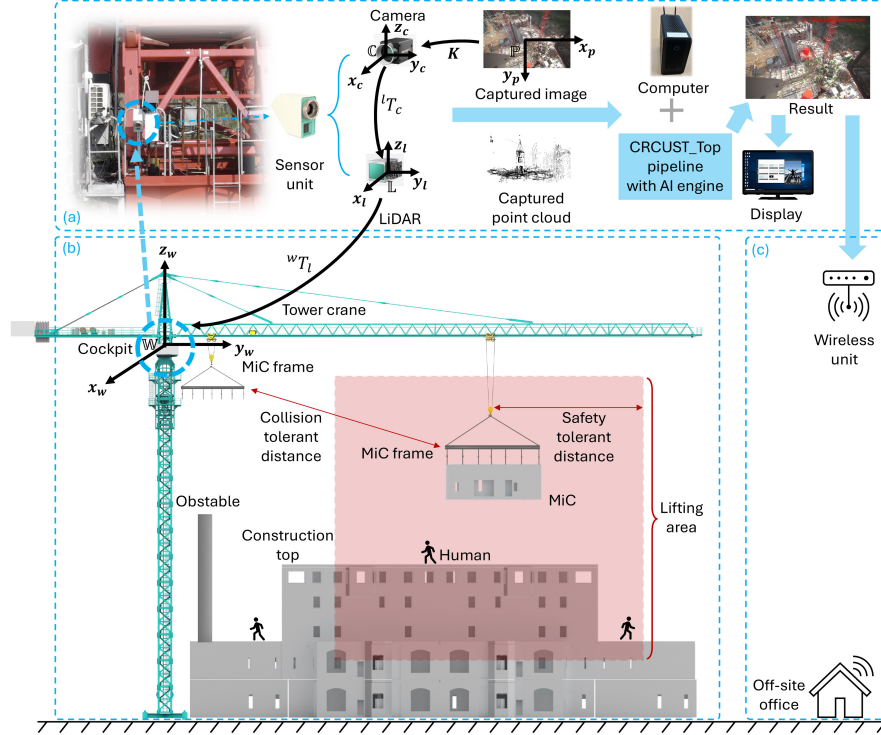 Camera
z_c
ℂ
x_c
y_c
K
ℙ
x_p
y_p
Captured image
Computer
Result
^lT_c
Sensor
unit
z_l
𝕃
x_l
y_l
LiDAR
Captured
point cloud
CRCUST_Top
pipeline
with AI engine
Display
(a)
(b)
(c)
z_w
^wT_l
Tower crane
𝕎
Cockpit
y_w
x_w
MiC frame
Wireless
unit
Collision
tolerant
distance
Safety
tolerant
distance
MiC frame
MiC
Obstable
Lifting
area
Construction
top
Human
Off-site
office